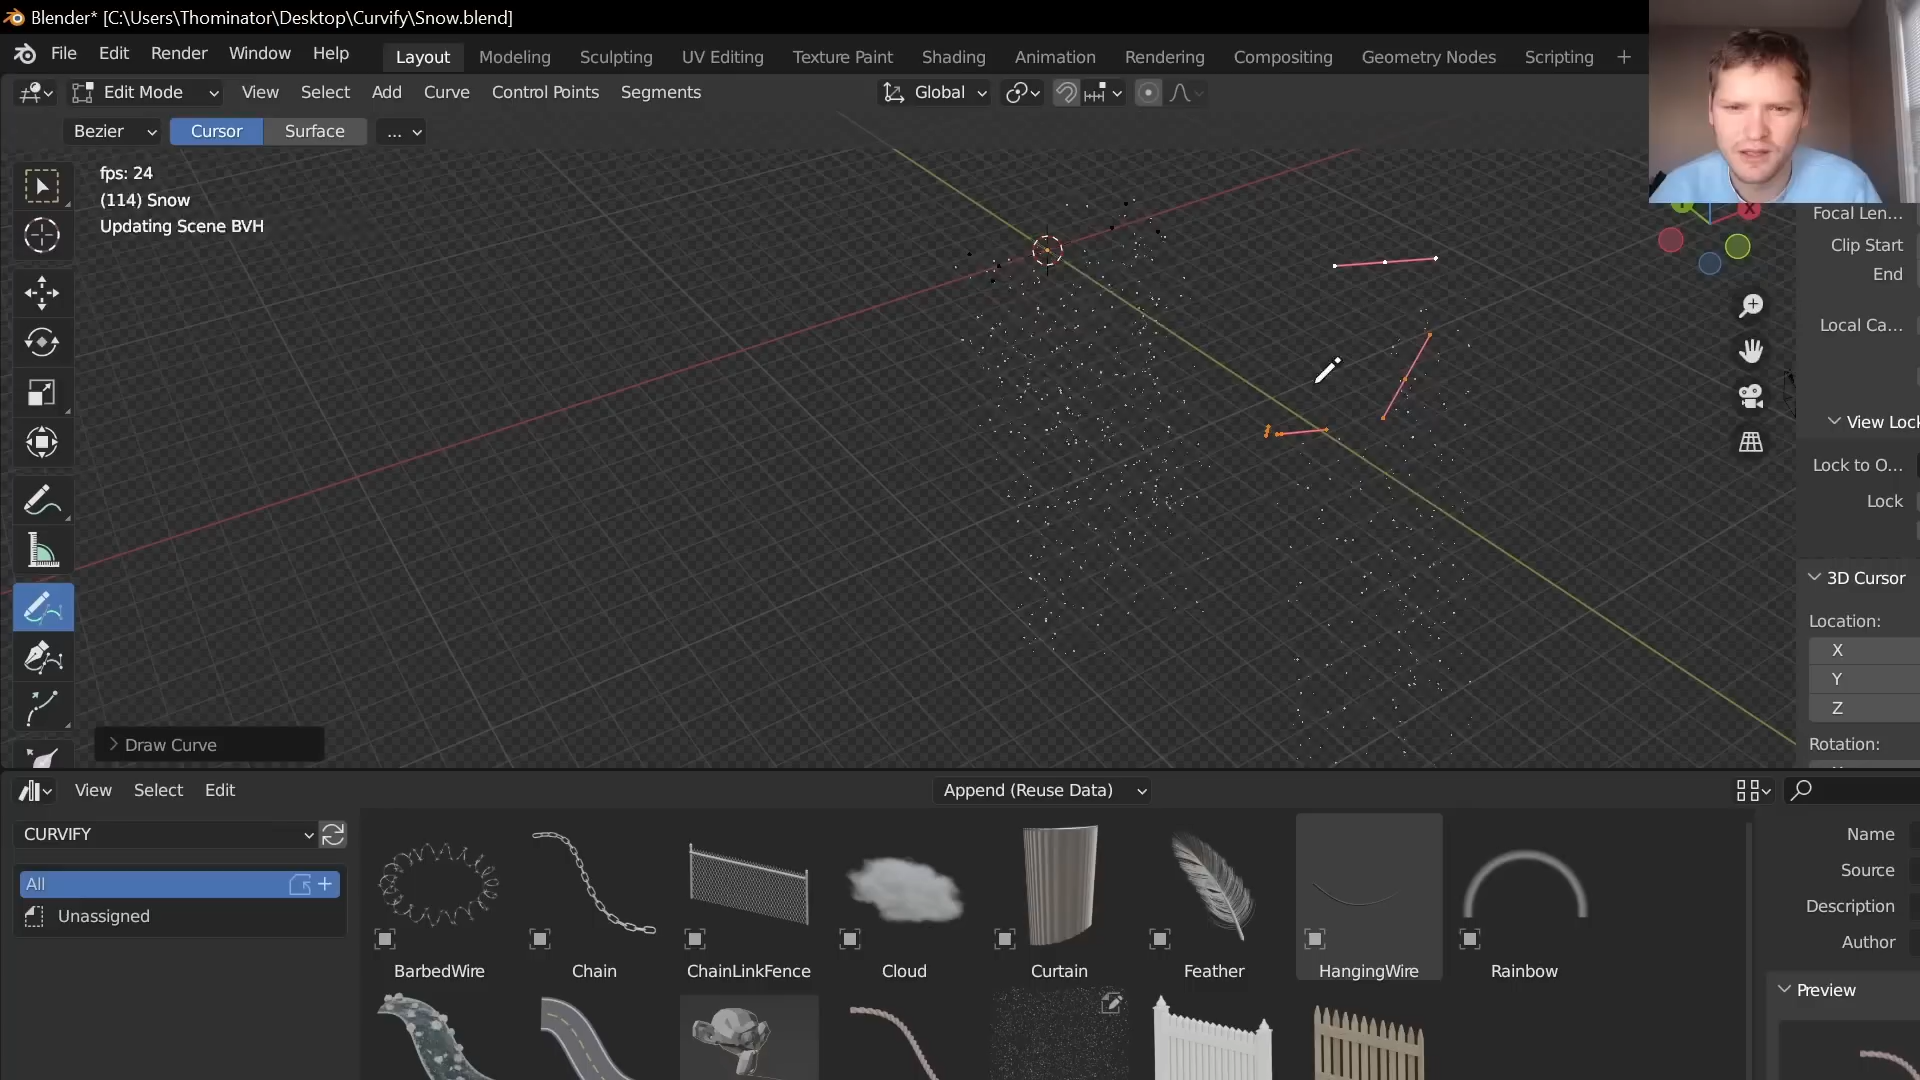 Blender* [C:\Users\Thominator\Desktop\Curvify\Snow.blend]
File Edit Render Window Help Layout Modeling Sculpting UV Editing Texture Paint Shading Animation Rendering Compositing Geometry Nodes Scripting +
Edit Mode View Select Add Curve Control Points Segments Global
Bezier Cursor Surface ...
fps: 24
(114) Snow
Updating Scene BVH
X
Focal Len...
Clip Start
End
Local Ca...
View Lock
Lock to O...
Lock
3D Cursor
Location:
X
Y
Z
Rotation:
Draw Curve
View Select Edit Append (Reuse Data)
CURVIFY
All
Unassigned
BarbedWire Chain ChainLinkFence Cloud Curtain Feather HangingWire Rainbow
Name
Source
Description
Author
Preview